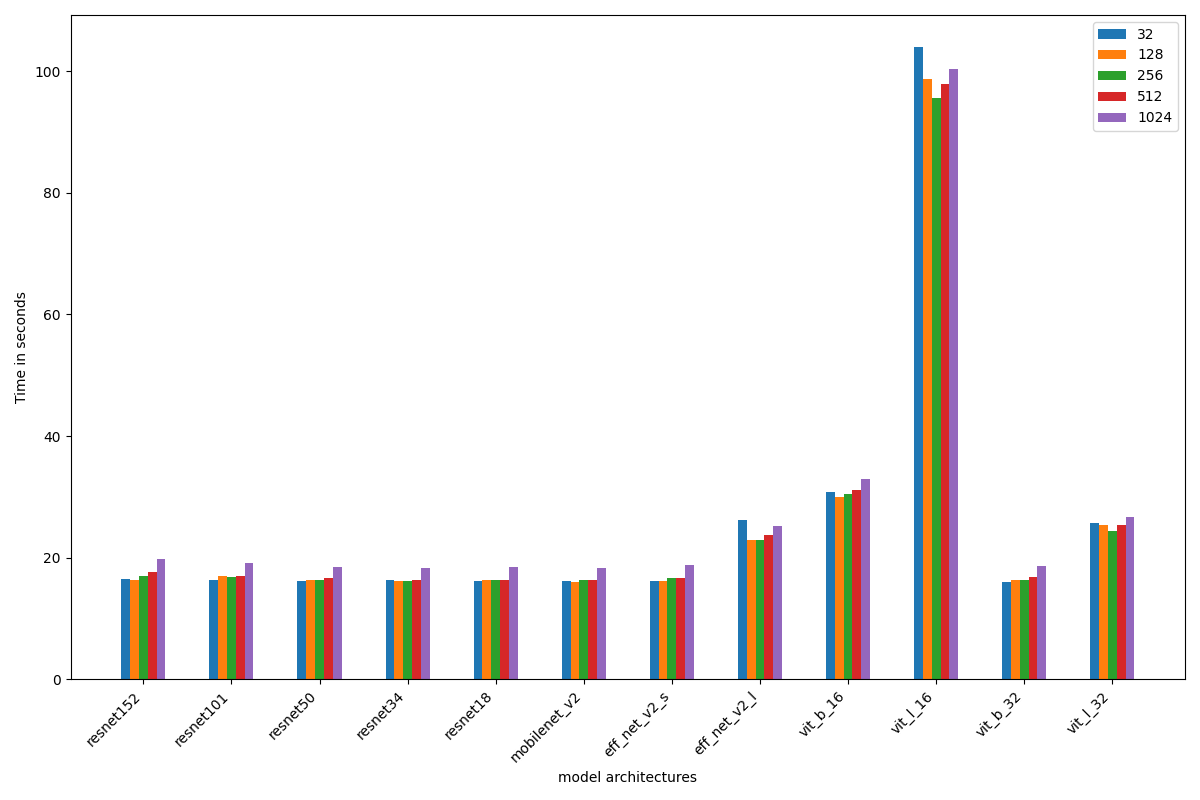 32
128
256
512
1024
100
80
60
40
20
0
Time in seconds
resnet152
resnet101
resnet50
resnet34
resnet18
mobilenet_v2
eff_net_v2_s
eff_net_v2_l
vit_b_16
vit_l_16
vit_b_32
vit_l_32
model architectures